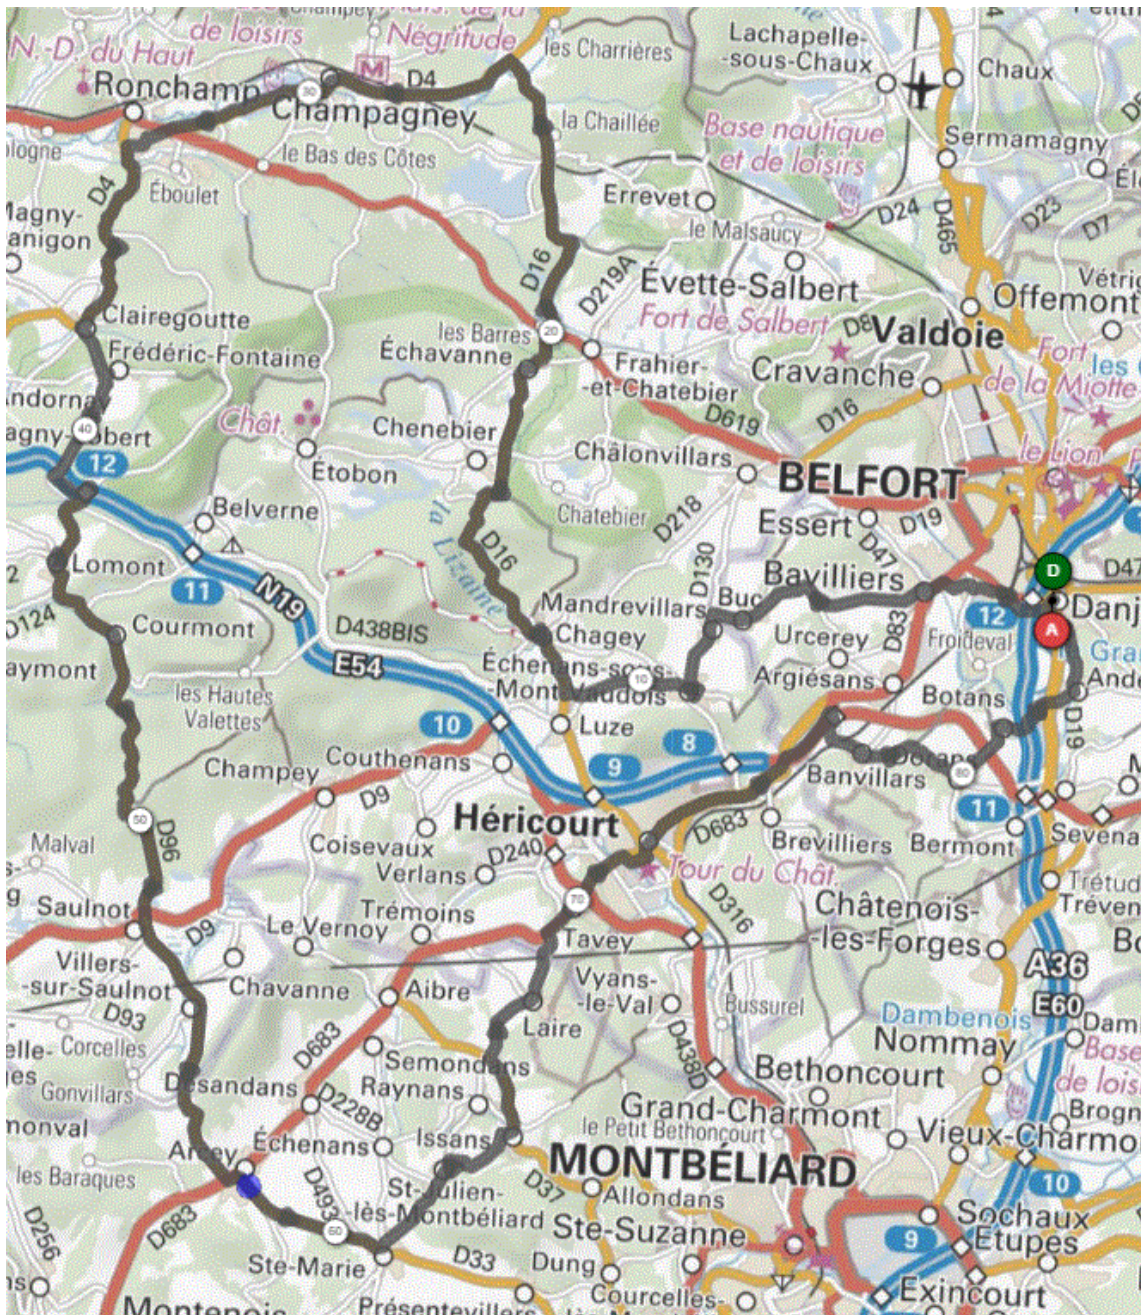 de loisirs
Négritude
les Charrières
Lachapelle-
-sous-Chaux
Chaux
N.-D. du Haut
Ronchamp
M
D4
Champagney
30
la Chaillée
Base nautique
et de loisirs
Sermamagny
le Bas des Côtes
D4
Éboulet
Errevet
D24
D465
D23
D7
le Malsaucy
D16
D219A
Évette-Salbert
Offemont
Fort de Salbert
D8
Valdoie
Clairegoutte
les Barres
20
Échavanne
Frahier-
-et-Chatebier
Frédéric-Fontaine
Cravanche
Fort
de la Miotte
D619
D16
40
Chât.
Étobon
Chenebier
Châlonvillars
le Lion
12
BELFORT
Belverne
la
Lizaine
Châtebier
D218
Essert
D19
D47
Lomont
11
N19
D16
D130
Bavilliers
D
D47
Mandrevillars
Buc
12
A
D124
Courmont
D438BIS
Chagey
Urcerey
D83
Froideval
E54
Échenans-sous-
-Mont-Vaudois
10
Argiésans
Botans
D19
les Hautes
Valettes
10
Luze
8
Couthenans
9
Banvillars
80
Champey
D9
11
Bermont
50
D96
Héricourt
D683
Brevilliers
Malval
Coisevaux
D240
Verlans
Tour du Chât.
70
D316
Châtenois-
-les-Forges
Saulnot
D9
Le Vernoy
Trémoins
Tavey
Villers-
-sur-Saulnot
Chavanne
Aibre
Vyans-
-le-Val
Bussurel
A36
E60
D93
Corcelles
Laire
Dambenois
Nommay
D683
Semondans
D438D
Gonvillars
Désandans
Raynans
Bethoncourt
D228B
Grand-Charmont
Échenans
Issans
le Petit Bethoncourt
Arcey
les Baraques
MONTBÉLIARD
10
St-Julien-
-lès-Montbéliard
D37
Allondans
D493
D683
D256
60
Ste-Suzanne
9
Sochaux
Étupes
Ste-Marie
D33
Dung
Exincourt
Montenois
Présentevillers
Courcelles-